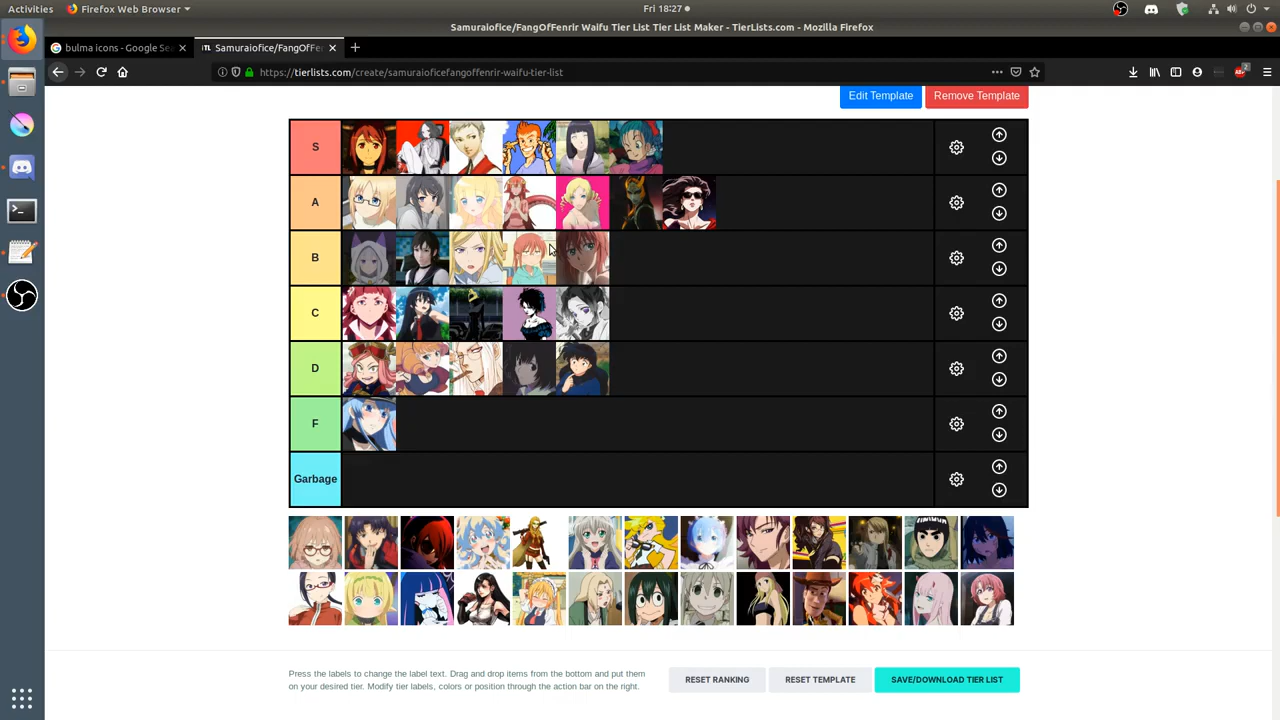 Activities Firefox Web Browser Fri 18:27
Samuraiofice/FangOfFenrir Waifu Tier List Tier List Maker - TierLists.com - Mozilla Firefox
bulma icons - Google Se
Samuraiofice/FangOfFen
https://tierlists.com/create/samuraioficefangoffenrir-waifu-tier-list
2
Edit Template Remove Template
S
A
B
C
D
F
Garbage
Press the labels to change the label text. Drag and drop items from the bottom and put them
on your desired tier. Modify tier labels, colors or position through the action bar on the right.
RESET RANKING RESET TEMPLATE SAVE/DOWNLOAD TIER LIST